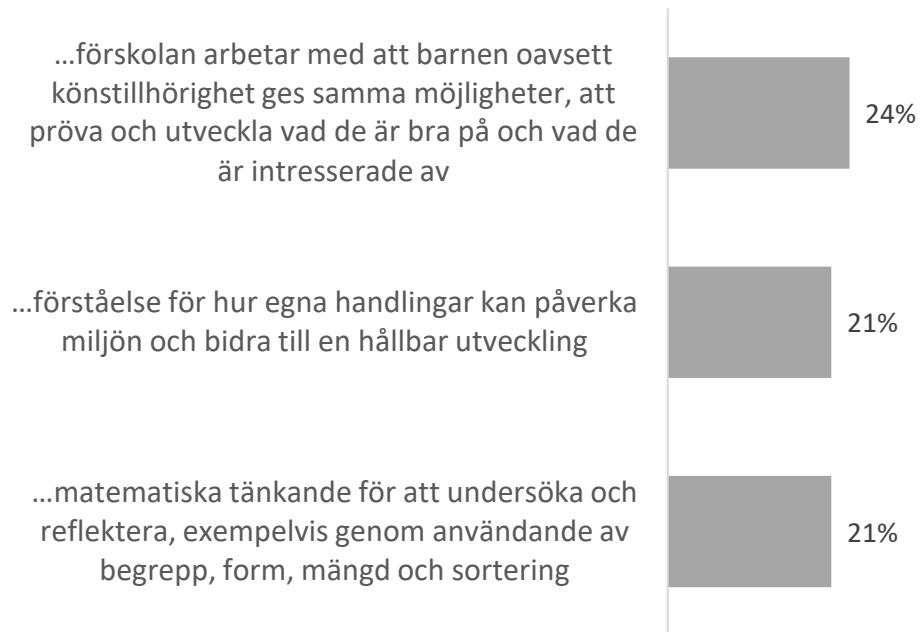 ...förskolan arbetar med att barnen oavsett
könstillhörighet ges samma möjligheter, att
pröva och utveckla vad de är bra på och vad de
är intresserade av
24%
...förståelse för hur egna handlingar kan påverka
miljön och bidra till en hållbar utveckling
21%
...matematiska tänkande för att undersöka och
reflektera, exempelvis genom användande av
begrepp, form, mängd och sortering
21%